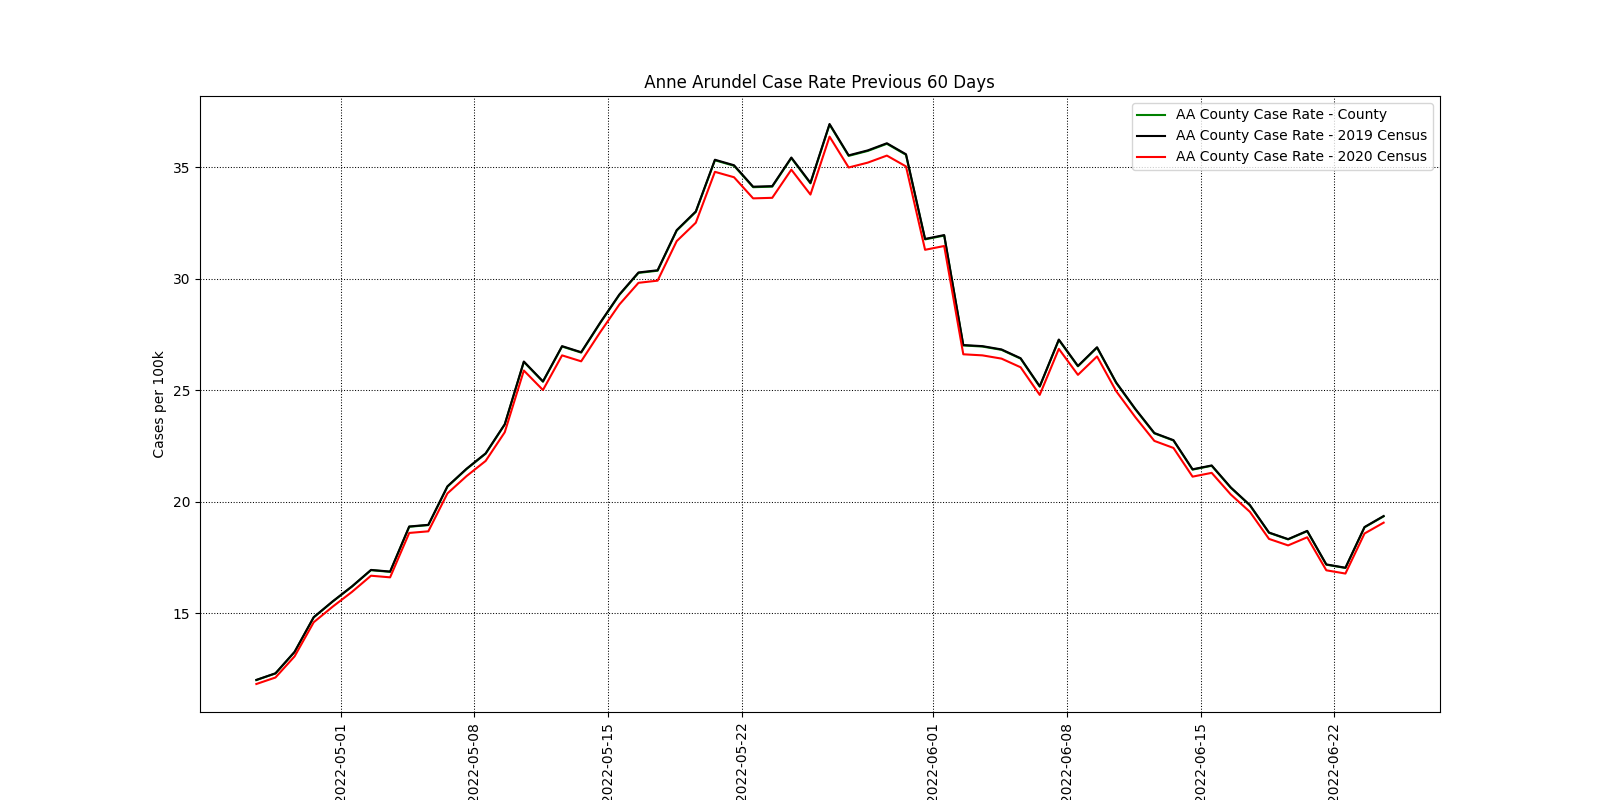 Anne Arundel Case Rate Previous 60 Days
AA County Case Rate - County
AA County Case Rate - 2019 Census
AA County Case Rate - 2020 Census
Cases per 100k
35
30
25
20
15
2022-05-01
2022-05-08
2022-05-15
2022-05-22
2022-06-01
2022-06-08
2022-06-15
2022-06-22